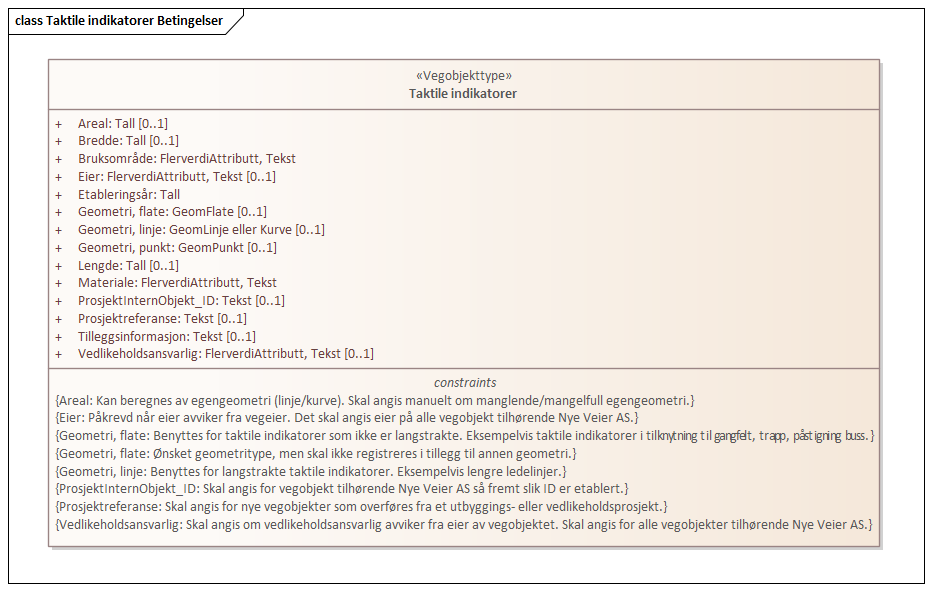 class Taktile indikatorer Betingelser
«Vegobjekttype»
Taktile indikatorer
+ Areal: Tall [0..1]
+ Bredde: Tall [0..1]
+ Bruksområde: FlerverdiAttributt, Tekst
+ Eier: FlerverdiAttributt, Tekst [0..1]
+ Etableringsår: Tall
+ Geometri, flate: GeomFlate [0..1]
+ Geometri, linje: GeomLinje eller Kurve [0..1]
+ Geometri, punkt: GeomPunkt [0..1]
+ Lengde: Tall [0..1]
+ Materiale: FlerverdiAttributt, Tekst
+ ProsjektInternObjekt_ID: Tekst [0..1]
+ Prosjektreferanse: Tekst [0..1]
+ Tilleggsinformasjon: Tekst [0..1]
+ Vedlikeholdsansvarlig: FlerverdiAttributt, Tekst [0..1]
constraints
{Areal: Kan beregnes av egengeometri (linje/kurve). Skal angis manuelt om manglende/mangelfull egengeometri.}
{Eier: Påkrevd når eier avviker fra vegeier. Det skal angis eier på alle vegobjekt tilhørende Nye Veier AS.}
{Geometri, flate: Benyttes for taktile indikatorer som ikke er langstrakte. Eksempelvis taktile indikatorer i tilknytning til gangfelt, trapp, påstigning buss.}
{Geometri, flate: Ønsket geometritype, men skal ikke registreres i tillegg til annen geometri.}
{Geometri, linje: Benyttes for langstrakte taktile indikatorer. Eksempelvis lengre ledelinjer.}
{ProsjektInternObjekt_ID: Skal angis for vegobjekt tilhørende Nye Veier AS så fremt slik ID er etablert.}
{Prosjektreferanse: Skal angis for nye vegobjekter som overføres fra et utbyggings- eller vedlikeholdsprosjekt.}
{Vedlikeholdsansvarlig: Skal angis om vedlikeholdsansvarlig avviker fra eier av vegobjektet. Skal angis for alle vegobjekter tilhørende Nye Veier AS.}